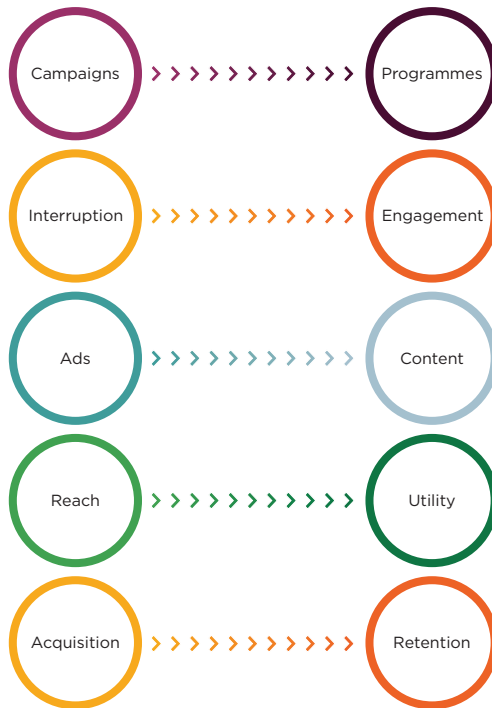 Campaigns
Programmes
Interruption
Engagement
Ads
Content
Reach
Utility
Acquisition
Retention